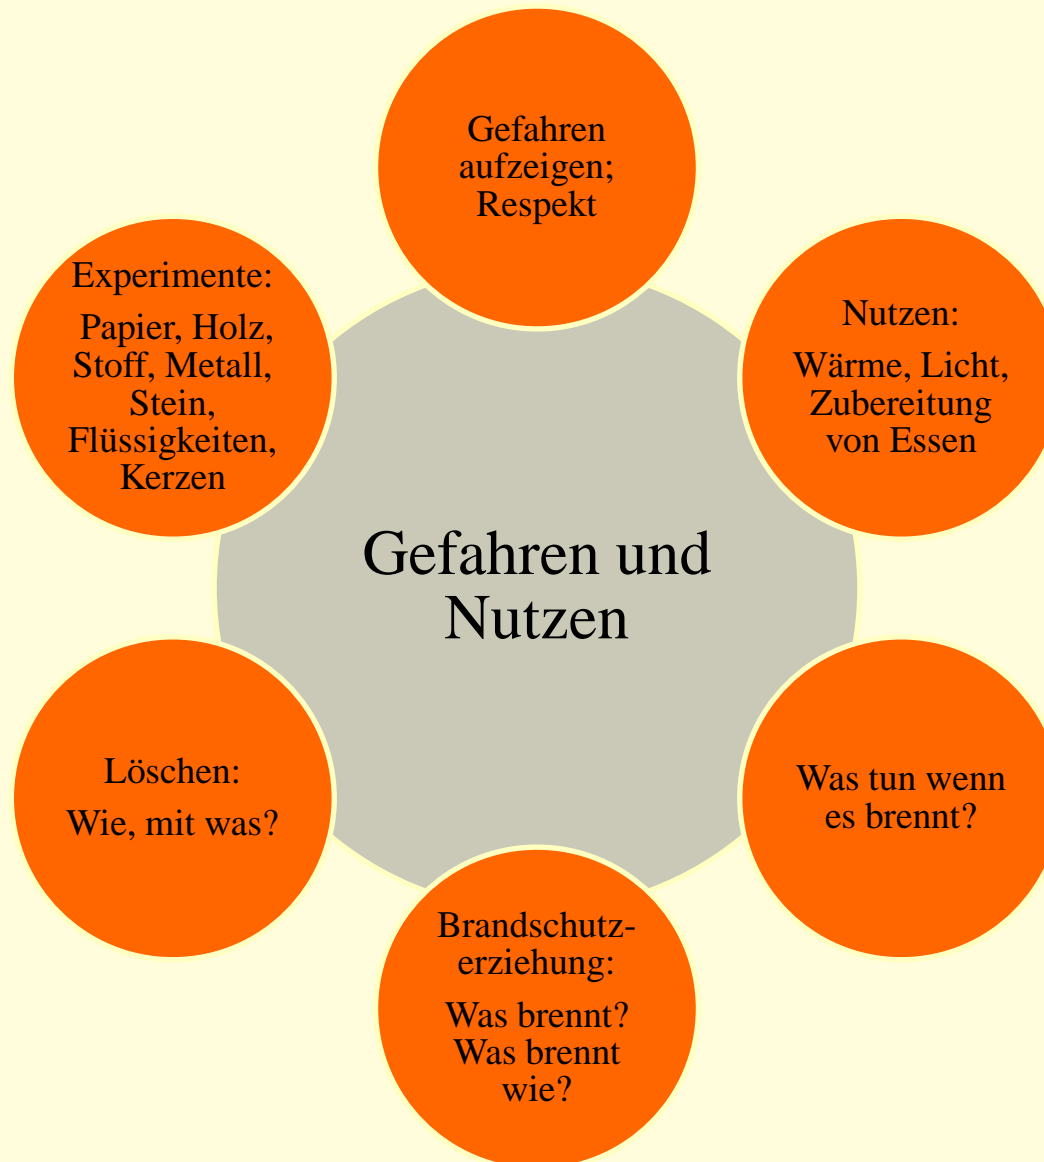 Gefahren
aufzeigen;
Respekt
Experimente:
Papier, Holz,
Stoff, Metall,
Stein,
Flüssigkeiten,
Kerzen
Nutzen:
Wärme, Licht,
Zubereitung
von Essen
Gefahren und
Nutzen
Löschen:
Wie, mit was?
Was tun wenn
es brennt?
Brandschutz-
erziehung:
Was brennt?
Was brennt
wie?